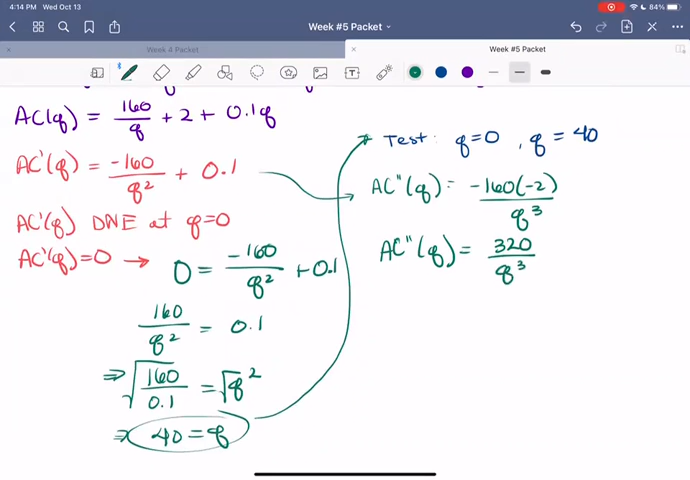 4:14 PM Wed Oct 13
84%
Week #5 Packet
Week 4 Packet
Week #5 Packet
AC(q) = 160/q + 2 + 0.1q
AC'(q) = -160/q² + 0.1
AC'(q) DNE at q=0
AC'(q)=0 →
0 = -160/q² + 0.1
160/q² = 0.1
⇒ √(160/0.1) = √q²
⇒ 40 = q
Test: q=0 , q = 40
AC"(q) = -160(-2)/q³
AC"(q) = 320/q³